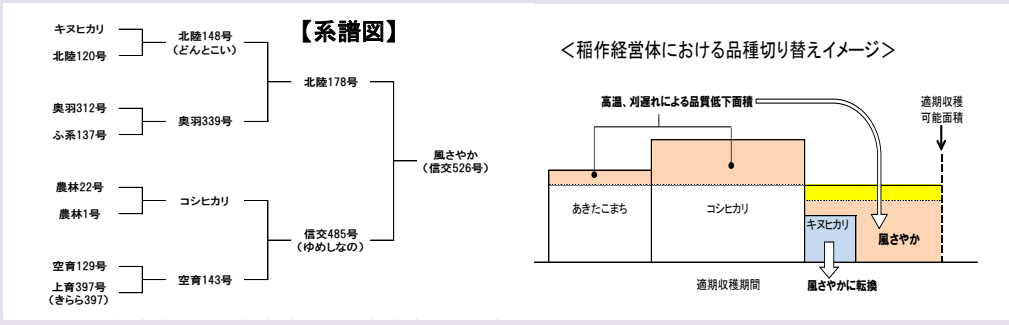 【系譜図】
キヌヒカリ
北陸120号
北陸148号
(どんとこい)
奥羽312号
ふ系137号
奥羽339号
北陸178号
農林22号
農林1号
コシヒカリ
空育129号
上育397号
(きらら397)
空育143号
信交485号
(ゆめしなの)
風さやか
(信交526号)
＜稲作経営体における品種切り替えイメージ＞
高温、刈遅れによる品質低下面積
適期収穫
可能面積
あきたこまち
コシヒカリ
キヌヒカリ
風さやか
適期収穫期間
風さやかに転換